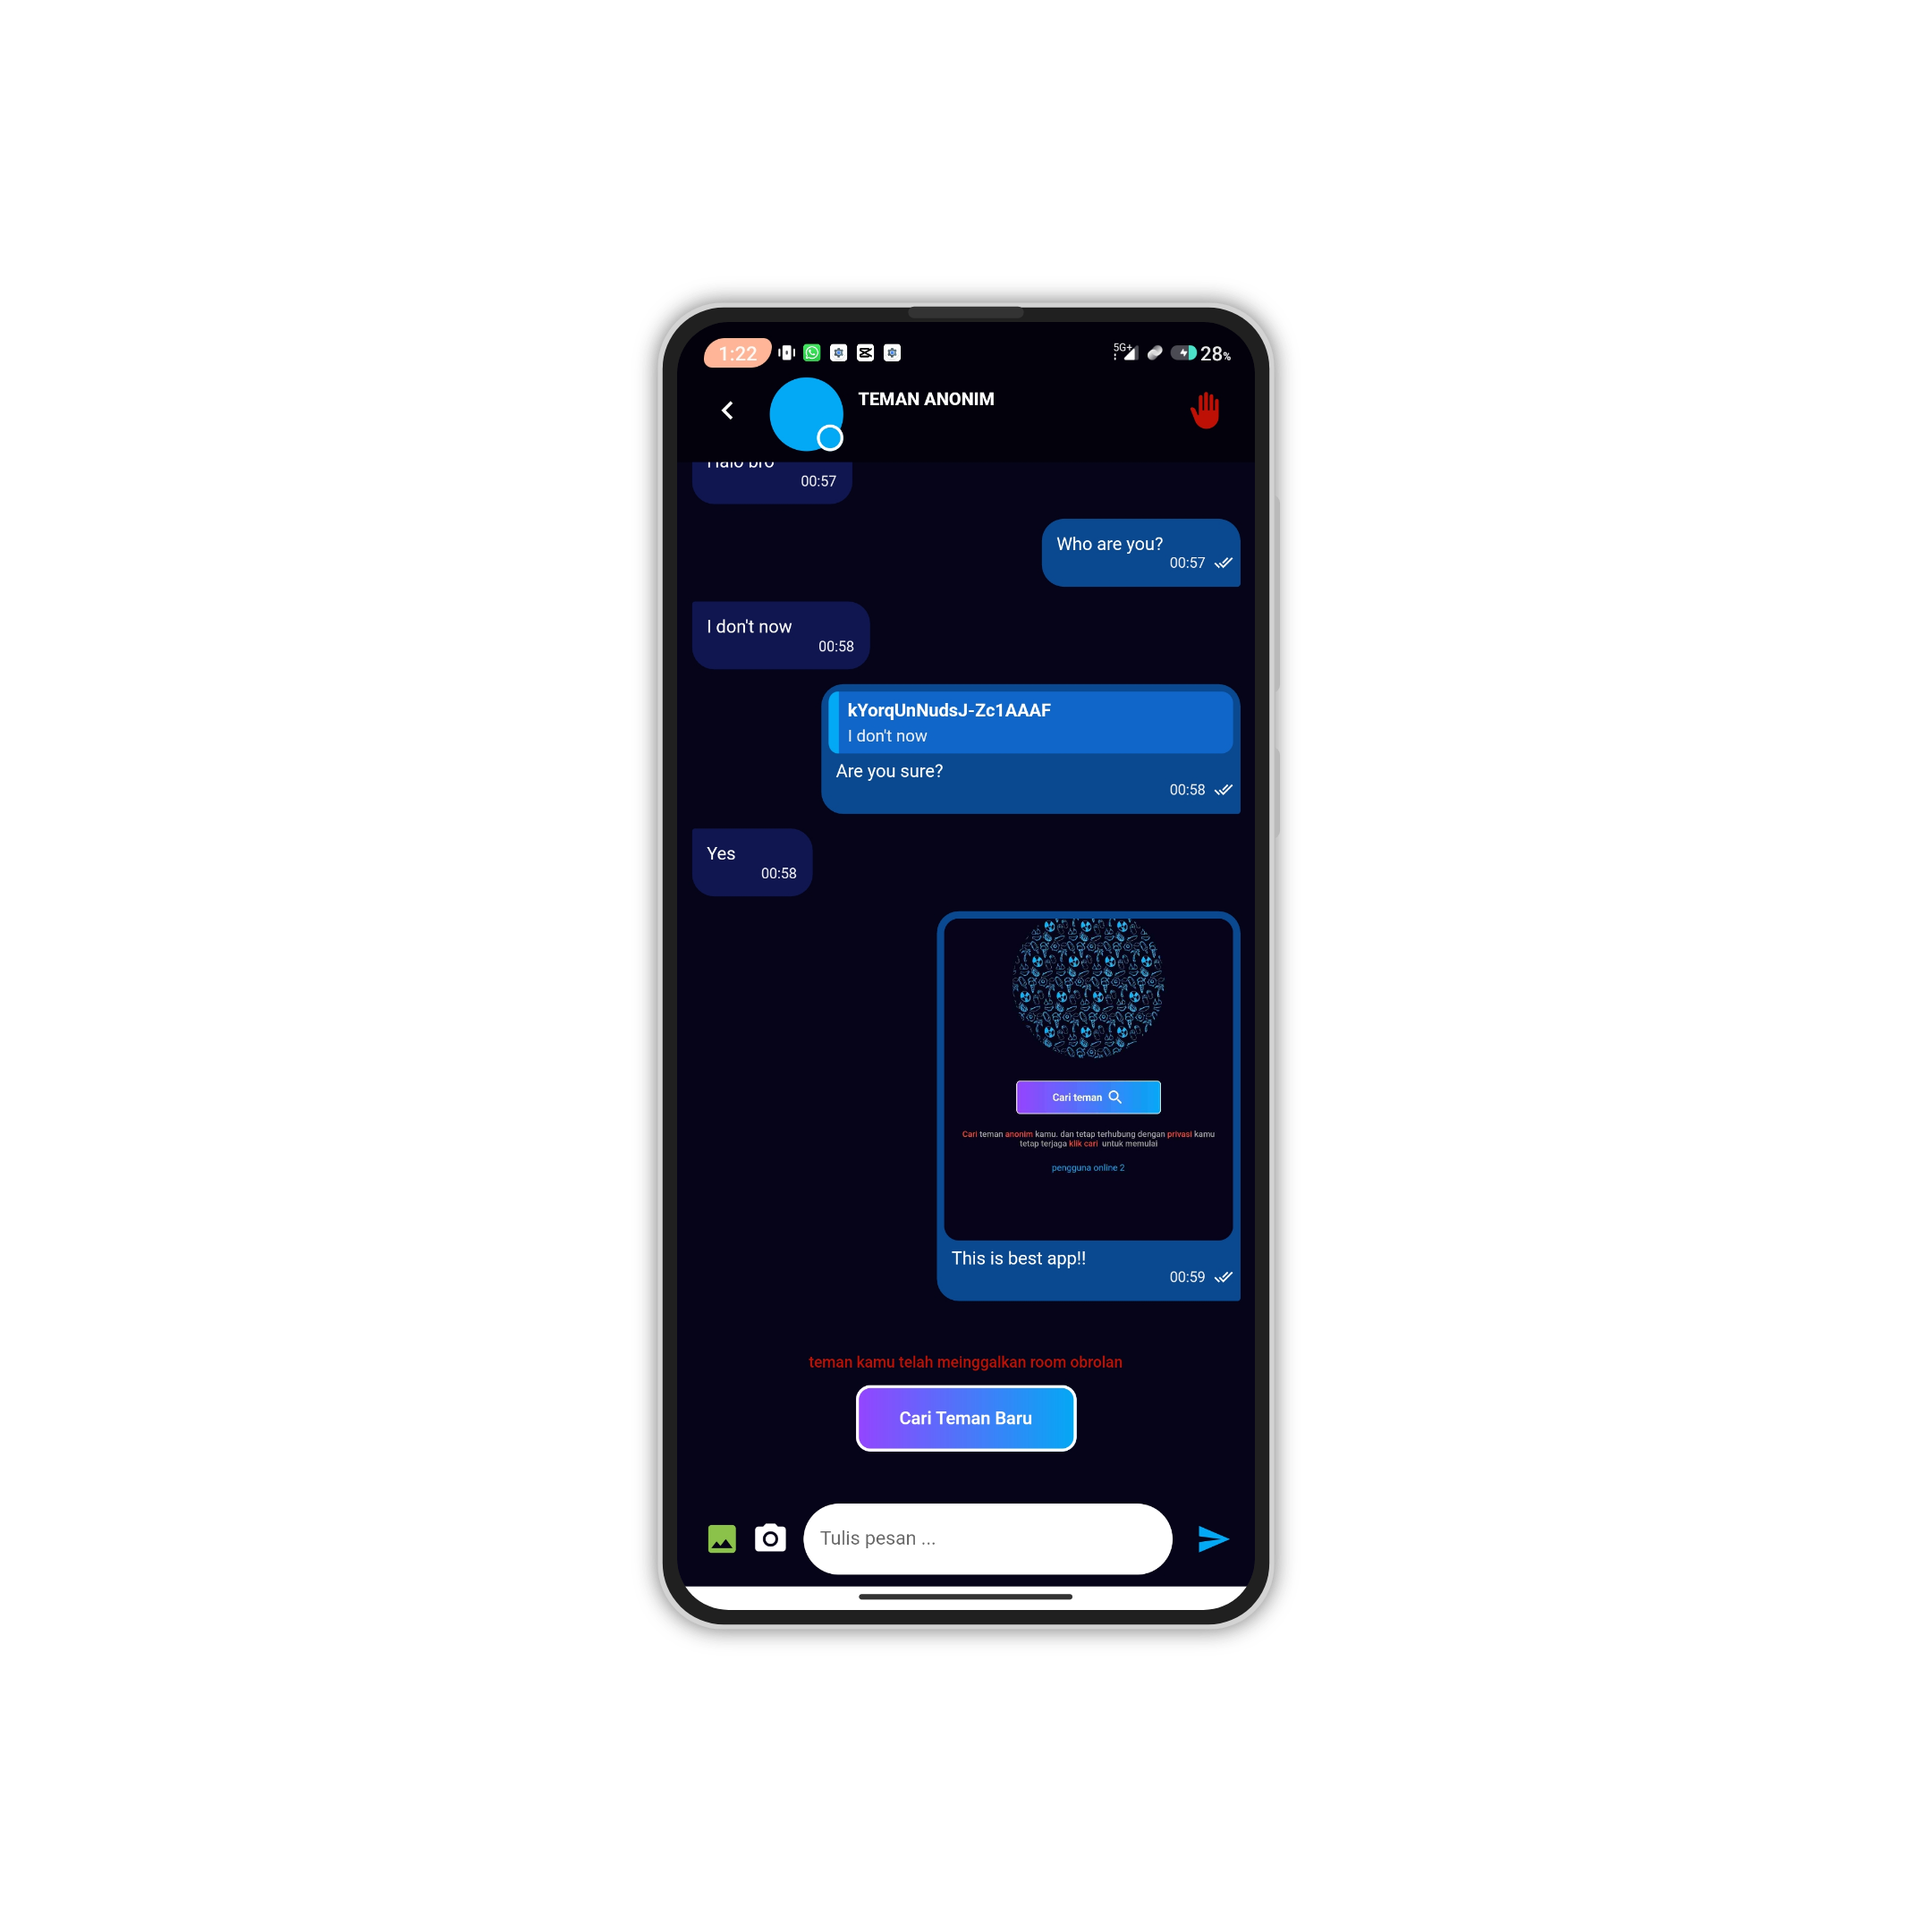 1:22
5G+
28%
TEMAN ANONIM
Halo bro
00:57
Who are you?
00:57
I don't now
00:58
kYorqUnNudsJ-Zc1AAAF
I don't now
Are you sure?
00:58
Yes
00:58
Cari teman
Cari teman anonim kamu. dan tetap terhubung dengan privasi kamu
tetap terjaga klik cari untuk memulai
pengguna online 2
This is best app!!
00:59
teman kamu telah meinggalkan room obrolan
Cari Teman Baru
Tulis pesan ...